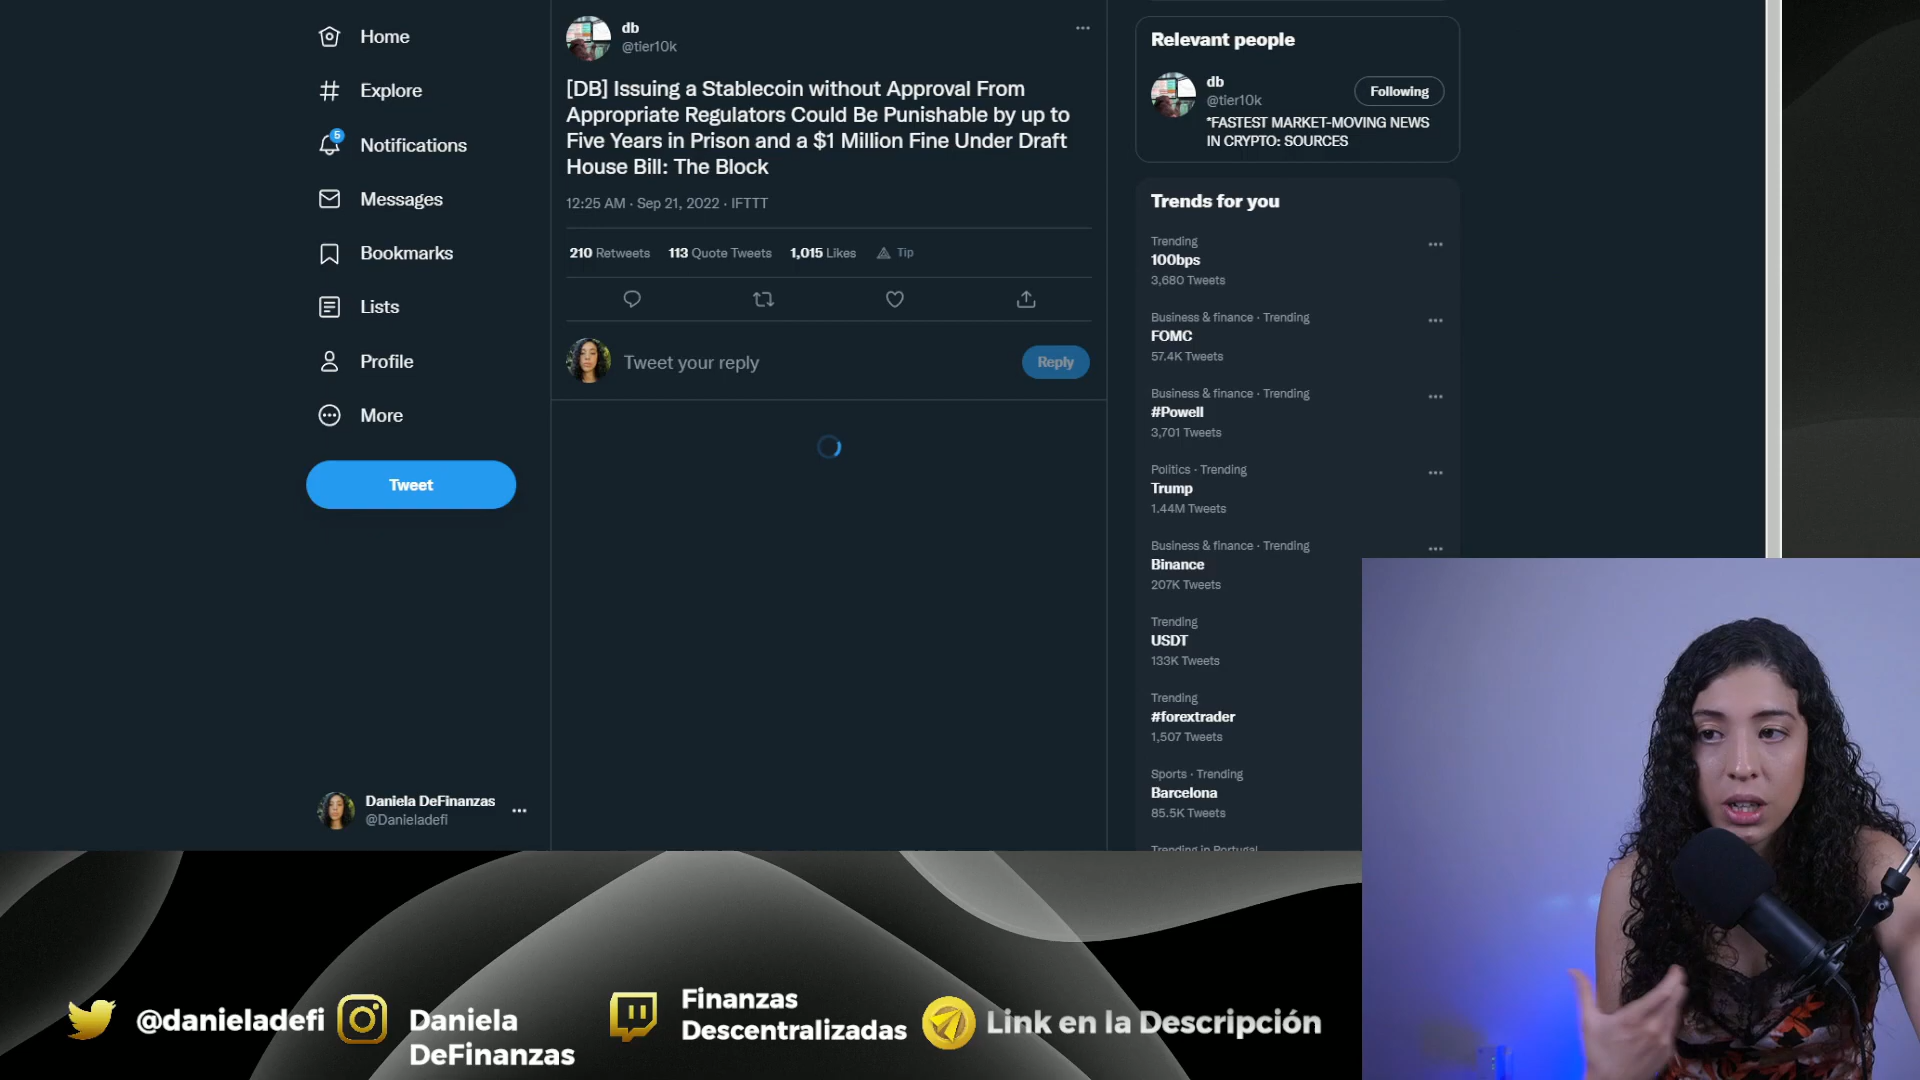 Home
Explore
5
Notifications
Messages
Bookmarks
Lists
Profile
More
Tweet
Daniela DeFinanzas
@Danieladefi
db
@tier10k
[DB] Issuing a Stablecoin without Approval From
Appropriate Regulators Could Be Punishable by up to
Five Years in Prison and a $1 Million Fine Under Draft
House Bill: The Block
12:25 AM · Sep 21, 2022 · IFTTT
210 Retweets 113 Quote Tweets 1,015 Likes Tip
Tweet your reply
Reply
Relevant people
db
@tier10k
Following
*FASTEST MARKET-MOVING NEWS
IN CRYPTO: SOURCES
Trends for you
Trending
100bps
3,680 Tweets
Business & finance · Trending
FOMC
57.4K Tweets
Business & finance · Trending
#Powell
3,701 Tweets
Politics · Trending
Trump
1.44M Tweets
Business & finance · Trending
Binance
207K Tweets
Trending
USDT
133K Tweets
Trending
#forextrader
1,507 Tweets
Sports · Trending
Barcelona
85.5K Tweets
Trending in Portugal
@danieladefi
Daniela
DeFinanzas
Finanzas
Descentralizadas
Link en la Descripción